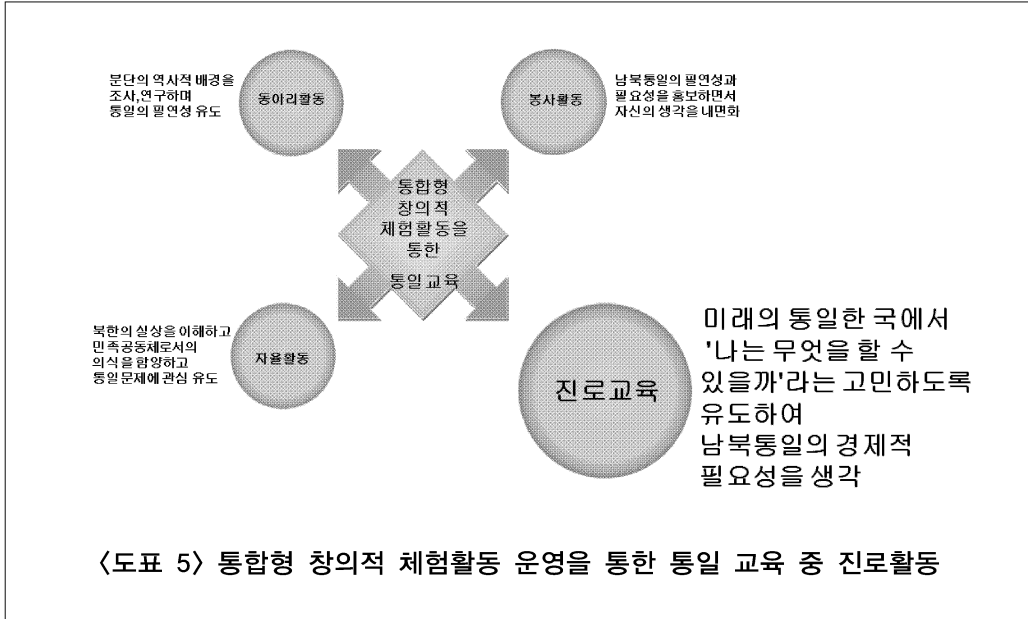 분단의 역사적 배경을
조사,연구하며
통일의 필연성 유도
동아리활동
봉사활동
남북통일의 필연성과
필요성을 홍보하면서
자신의 생각을 내면화
통합형
창의적
체험활동을
통한
통일교육
북한의 실상을 이해하고
민족공동체로서의
의식을 함양하고
통일문제에 관심 유도
자율활동
진로교육
미래의 통일한 국에서
'나는 무엇을 할 수
있을까'라는 고민하도록
유도하여
남북통일의 경제적
필요성을 생각
<도표 5> 통합형 창의적 체험활동 운영을 통한 통일 교육 중 진로활동